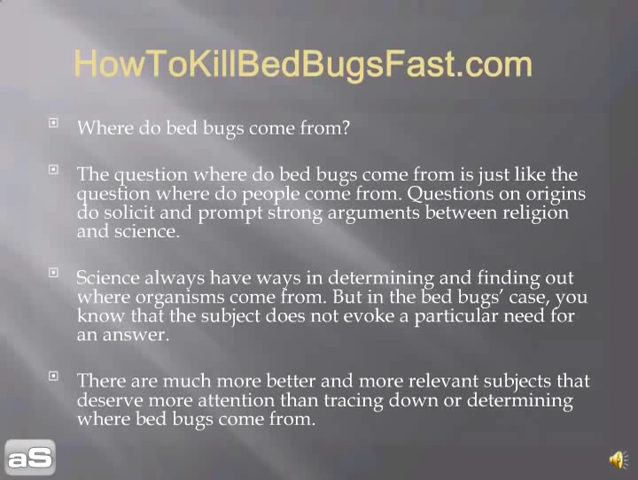 HowToKillBedBugsFast.com
Where do bed bugs come from?
The question where do bed bugs come from is just like the
question where do people come from. Questions on origins
do solicit and prompt strong arguments between religion
and science.
Science always have ways in determining and finding out
where organisms come from. But in the bed bugs’ case, you
know that the subject does not evoke a particular need for
an answer.
There are much more better and more relevant subjects that
deserve more attention than tracing down or determining
where bed bugs come from.
aS